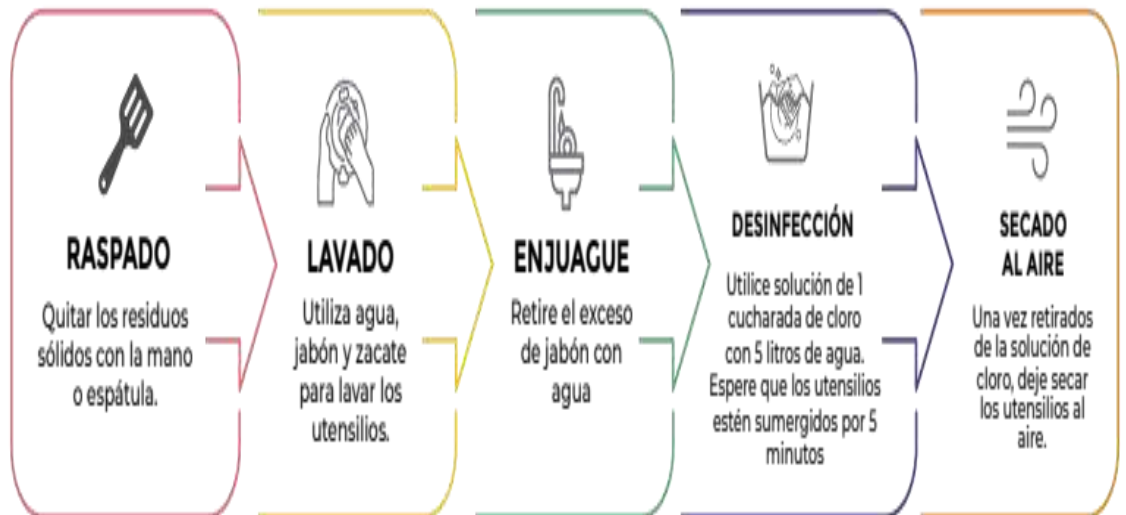 RASPADO
Quitar los residuos
sólidos con la mano
o espátula.
LAVADO
Utiliza agua,
jabón y zacate
para lavar los
utensilios.
ENJUAGUE
Retire el exceso
de jabón con
agua
DESINFECCIÓN
Utilice solución de 1
cucharada de cloro
con 5 litros de agua.
Espere que los utensilios
estén sumergidos por 5
minutos
SECADO
AL AIRE
Una vez retirados
de la solución de
cloro, deje secar
los utensilios al
aire.